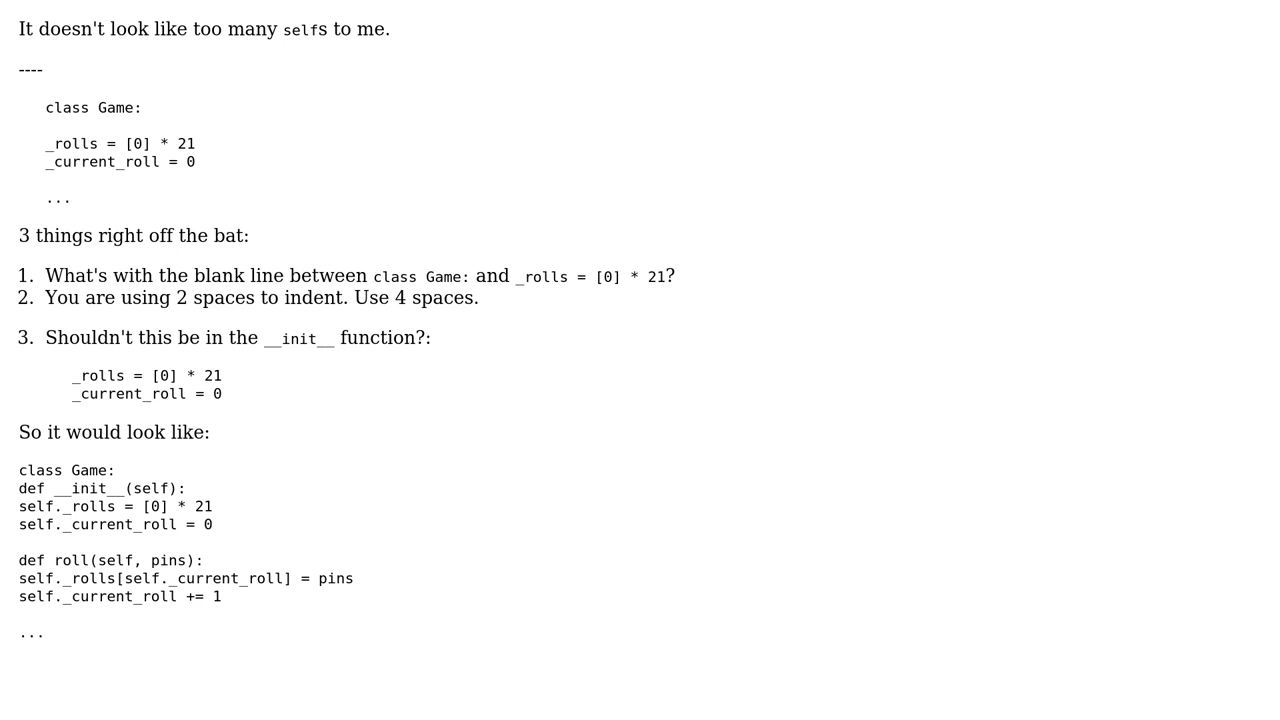 It doesn't look like too many selfs to me.
----
class Game:
_rolls = [0] * 21
_current_roll = 0
...
3 things right off the bat:
1. What's with the blank line between class Game: and _rolls = [0] * 21?
2. You are using 2 spaces to indent. Use 4 spaces.
3. Shouldn't this be in the __init__ function?:
_rolls = [0] * 21
_current_roll = 0
So it would look like:
class Game:
def __init__(self):
self._rolls = [0] * 21
self._current_roll = 0
def roll(self, pins):
self._rolls[self._current_roll] = pins
self._current_roll += 1
...